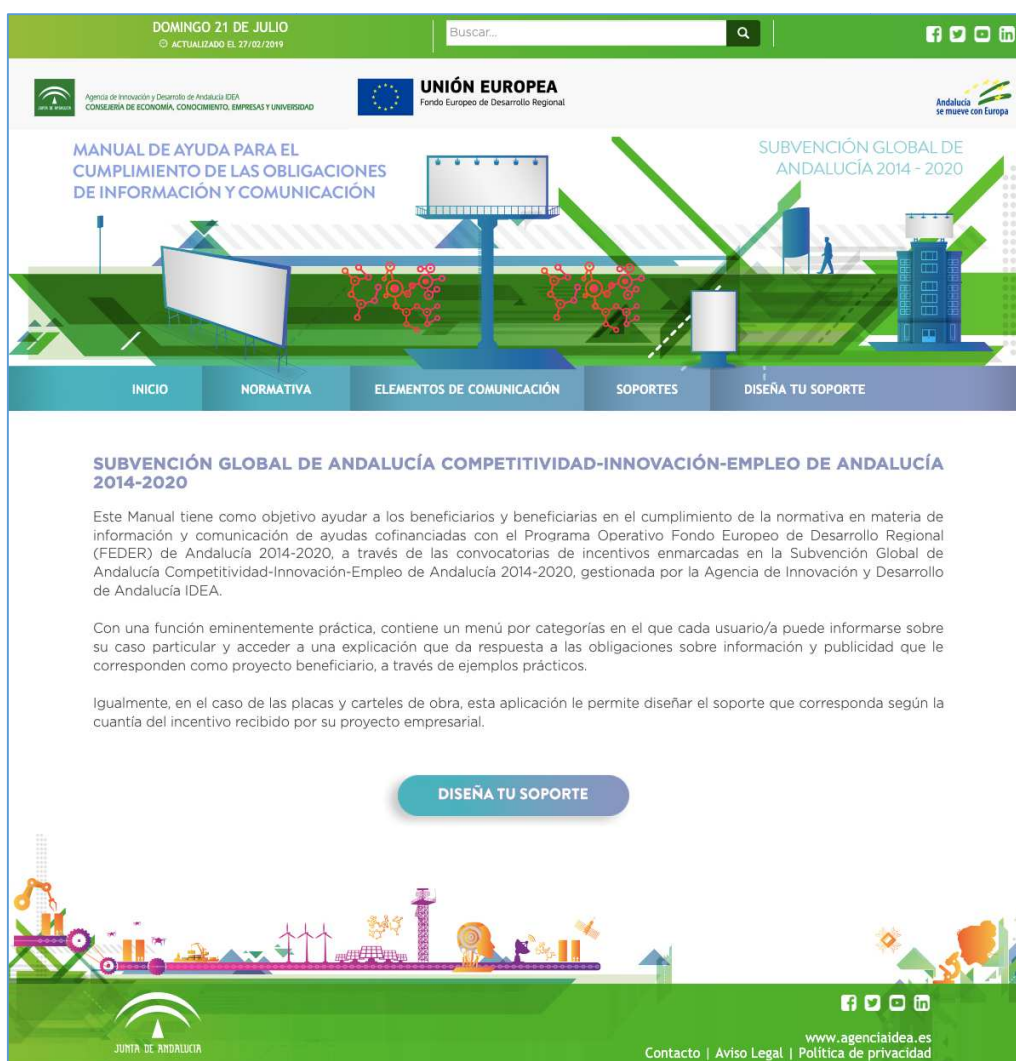 DOMINGO 21 DE JULIO
ACTUALIZADO EL 27/02/2019
Buscar...
JUNTA DE ANDALUCIA
Agencia de Innovación y Desarrollo de Andalucía IDEA
CONSEJERÍA DE ECONOMÍA, CONOCIMIENTO, EMPRESAS Y UNIVERSIDAD
UNIÓN EUROPEA
Fondo Europeo de Desarrollo Regional
Andalucía
se mueve con Europa
MANUAL DE AYUDA PARA EL
CUMPLIMIENTO DE LAS OBLIGACIONES
DE INFORMACIÓN Y COMUNICACIÓN
SUBVENCIÓN GLOBAL DE
ANDALUCÍA 2014 - 2020
INICIO
NORMATIVA
ELEMENTOS DE COMUNICACIÓN
SOPORTES
DISEÑA TU SOPORTE
SUBVENCIÓN GLOBAL DE ANDALUCÍA COMPETITIVIDAD-INNOVACIÓN-EMPLEO DE ANDALUCÍA
2014-2020
Este Manual tiene como objetivo ayudar a los beneficiarios y beneficiarias en el cumplimiento de la normativa en materia de
información y comunicación de ayudas cofinanciadas con el Programa Operativo Fondo Europeo de Desarrollo Regional
(FEDER) de Andalucía 2014-2020, a través de las convocatorias de incentivos enmarcadas en la Subvención Global de
Andalucía Competitividad-Innovación-Empleo de Andalucía 2014-2020, gestionada por la Agencia de Innovación y Desarrollo
de Andalucía IDEA.
Con una función eminentemente práctica, contiene un menú por categorías en el que cada usuario/a puede informarse sobre
su caso particular y acceder a una explicación que da respuesta a las obligaciones sobre información y publicidad que le
corresponden como proyecto beneficiario, a través de ejemplos prácticos.
Igualmente, en el caso de las placas y carteles de obra, esta aplicación le permite diseñar el soporte que corresponda según la
cuantía del incentivo recibido por su proyecto empresarial.
DISEÑA TU SOPORTE
JUNTA DE ANDALUCIA
www.agenciaidea.es
Contacto | Aviso Legal | Política de privacidad